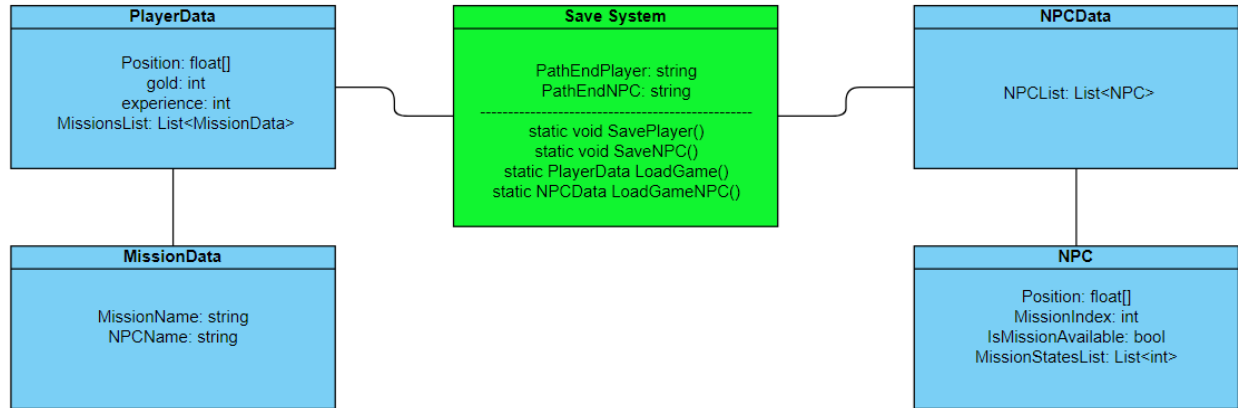 PlayerData
Position: float[]
gold: int
experience: int
MissionsList: List<MissionData>
Save System
PathEndPlayer: string
PathEndNPC: string
--------------------------------------------------
static void SavePlayer()
static void SaveNPC()
static PlayerData LoadGame()
static NPCData LoadGameNPC()
NPCData
NPCList: List<NPC>
MissionData
MissionName: string
NPCName: string
NPC
Position: float[]
MissionIndex: int
IsMissionAvailable: bool
MissionStatesList: List<int>